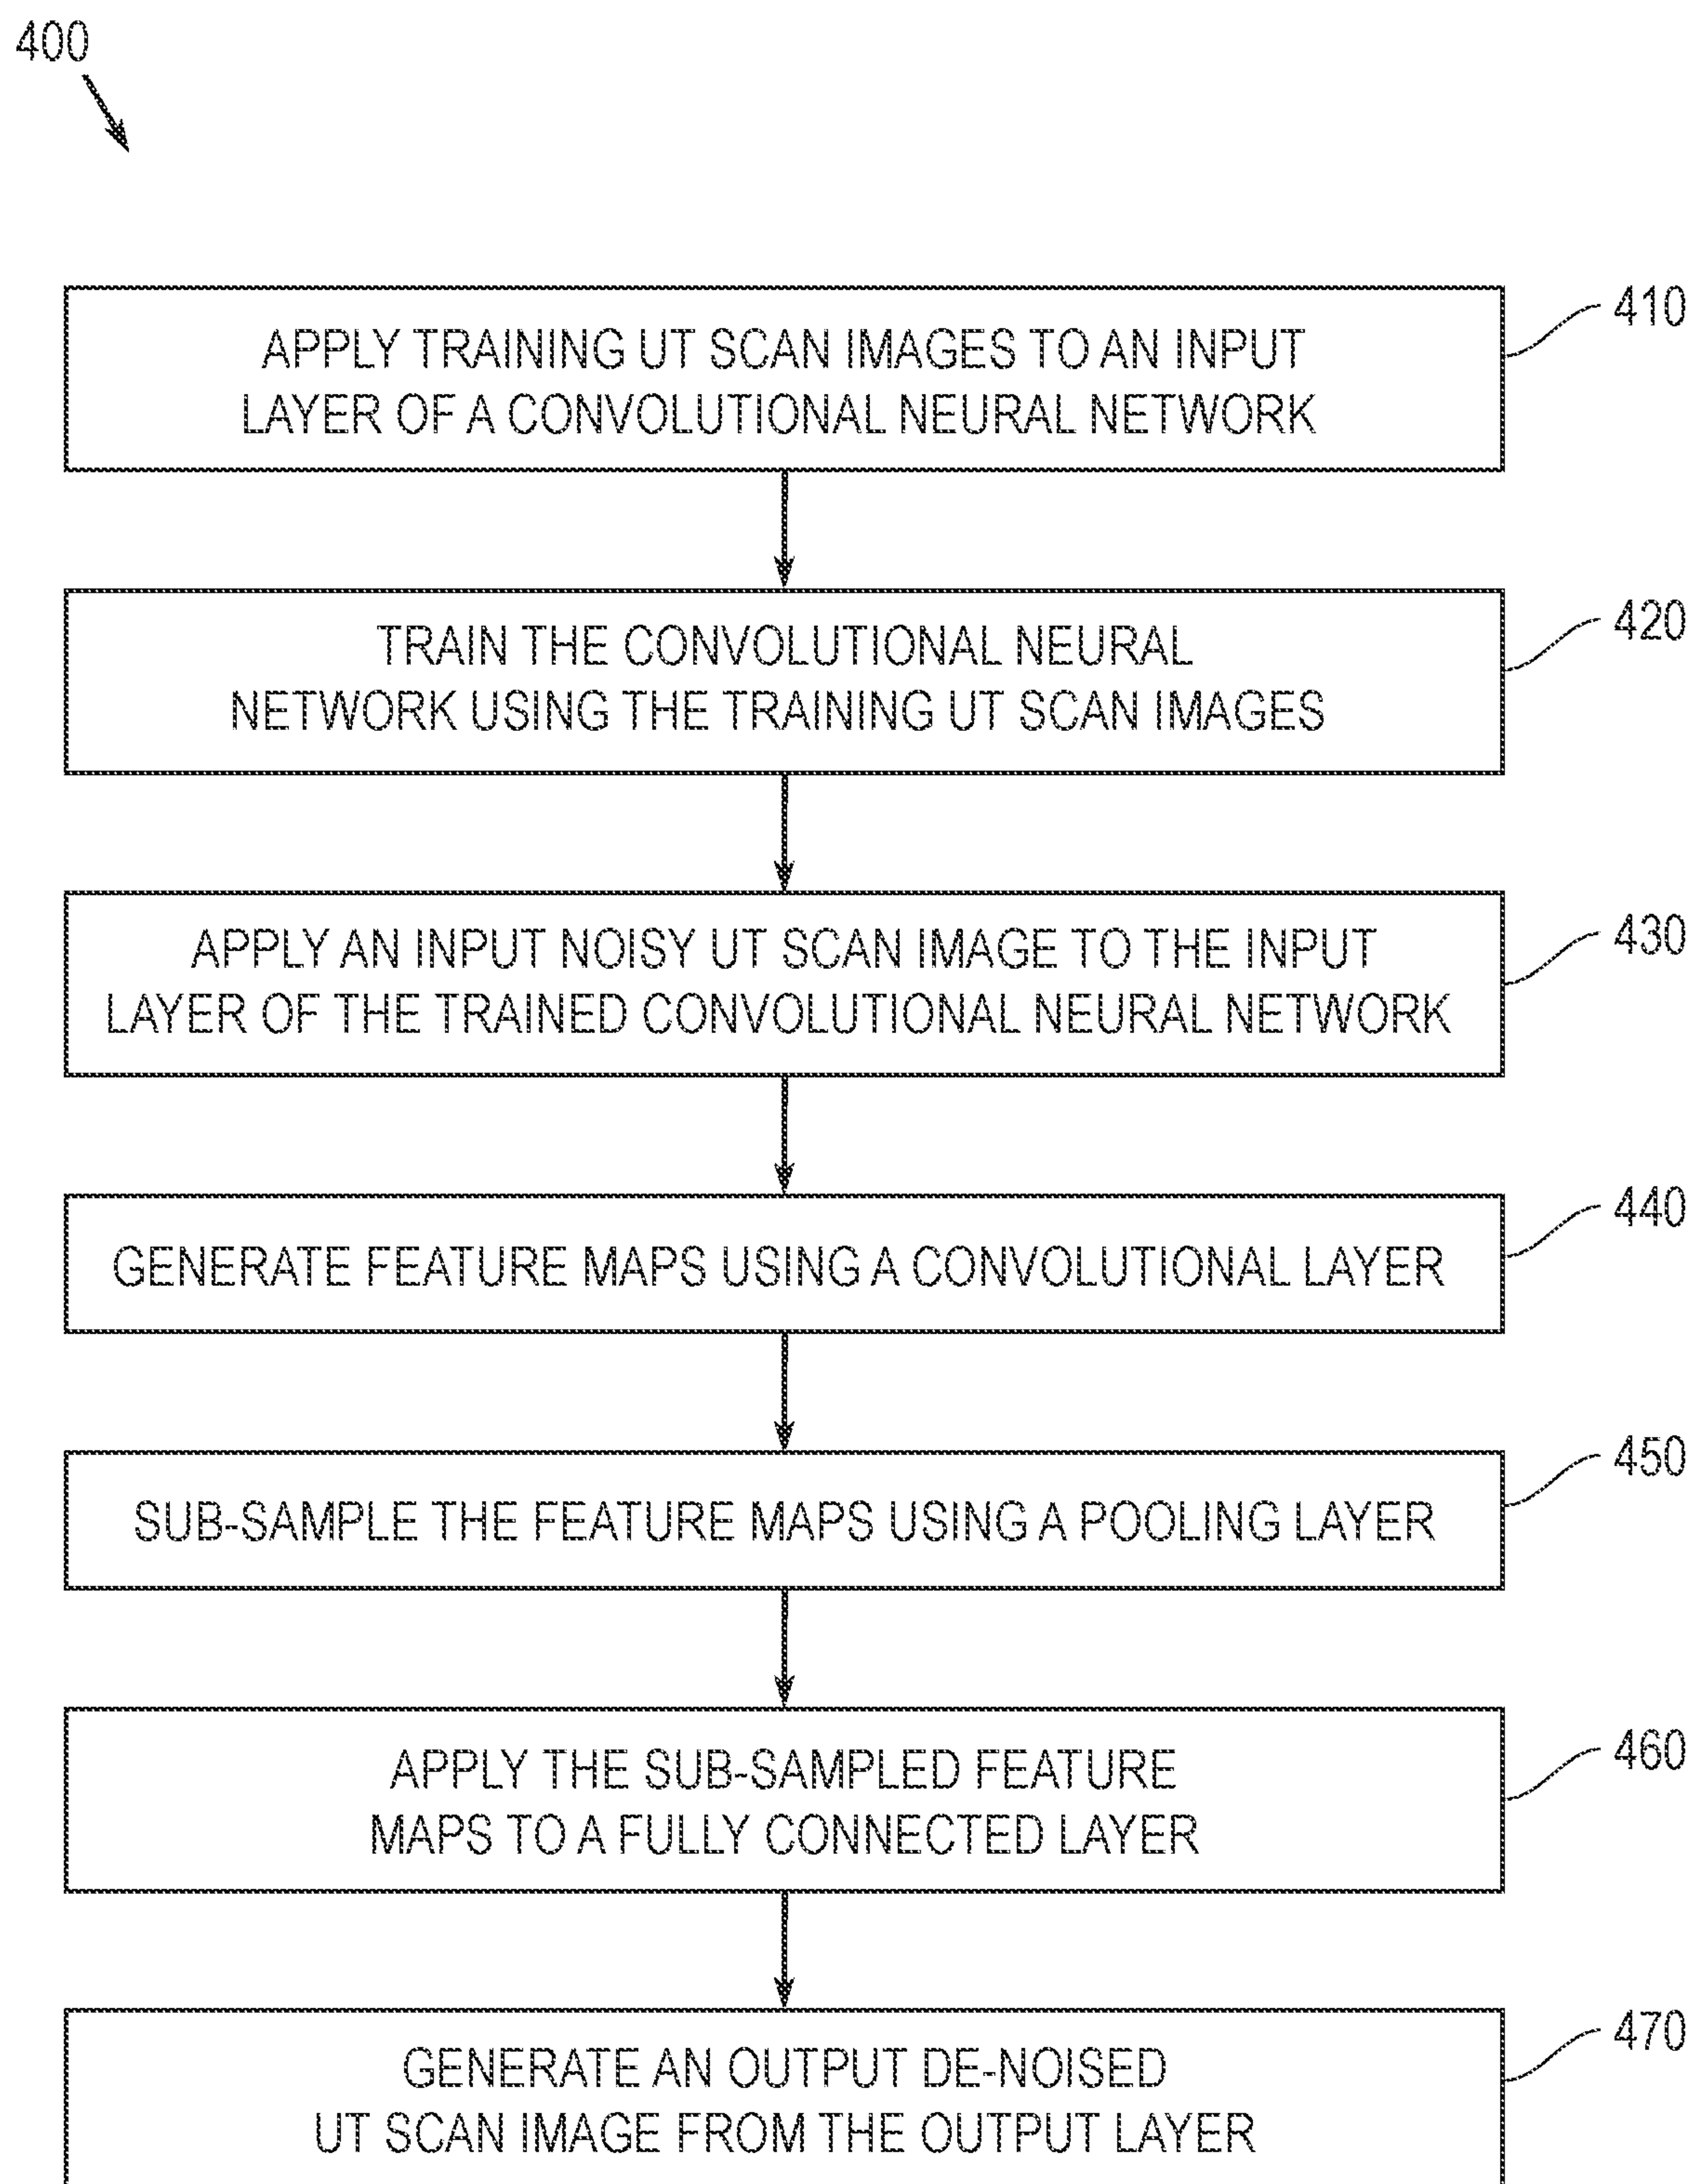 400
APPLY TRAINING UT SCAN IMAGES TO AN INPUT
LAYER OF A CONVOLUTIONAL NEURAL NETWORK
410
TRAIN THE CONVOLUTIONAL NEURAL
NETWORK USING THE TRAINING UT SCAN IMAGES
420
APPLY AN INPUT NOISY UT SCAN IMAGE TO THE INPUT
LAYER OF THE TRAINED CONVOLUTIONAL NEURAL NETWORK
430
GENERATE FEATURE MAPS USING A CONVOLUTIONAL LAYER
440
SUB-SAMPLE THE FEATURE MAPS USING A POOLING LAYER
450
APPLY THE SUB-SAMPLED FEATURE
MAPS TO A FULLY CONNECTED LAYER
460
GENERATE AN OUTPUT DE-NOISED
UT SCAN IMAGE FROM THE OUTPUT LAYER
470